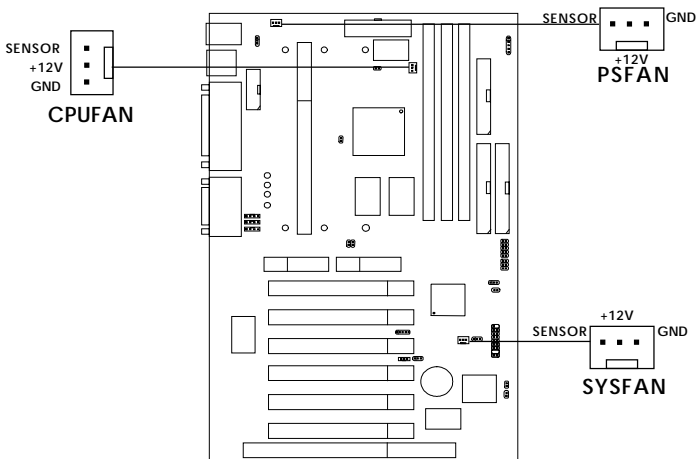 SENSOR
+12V
GND
CPUFAN
SENSOR
GND
+12V
PSFAN
+12V
SENSOR
GND
SYSFAN